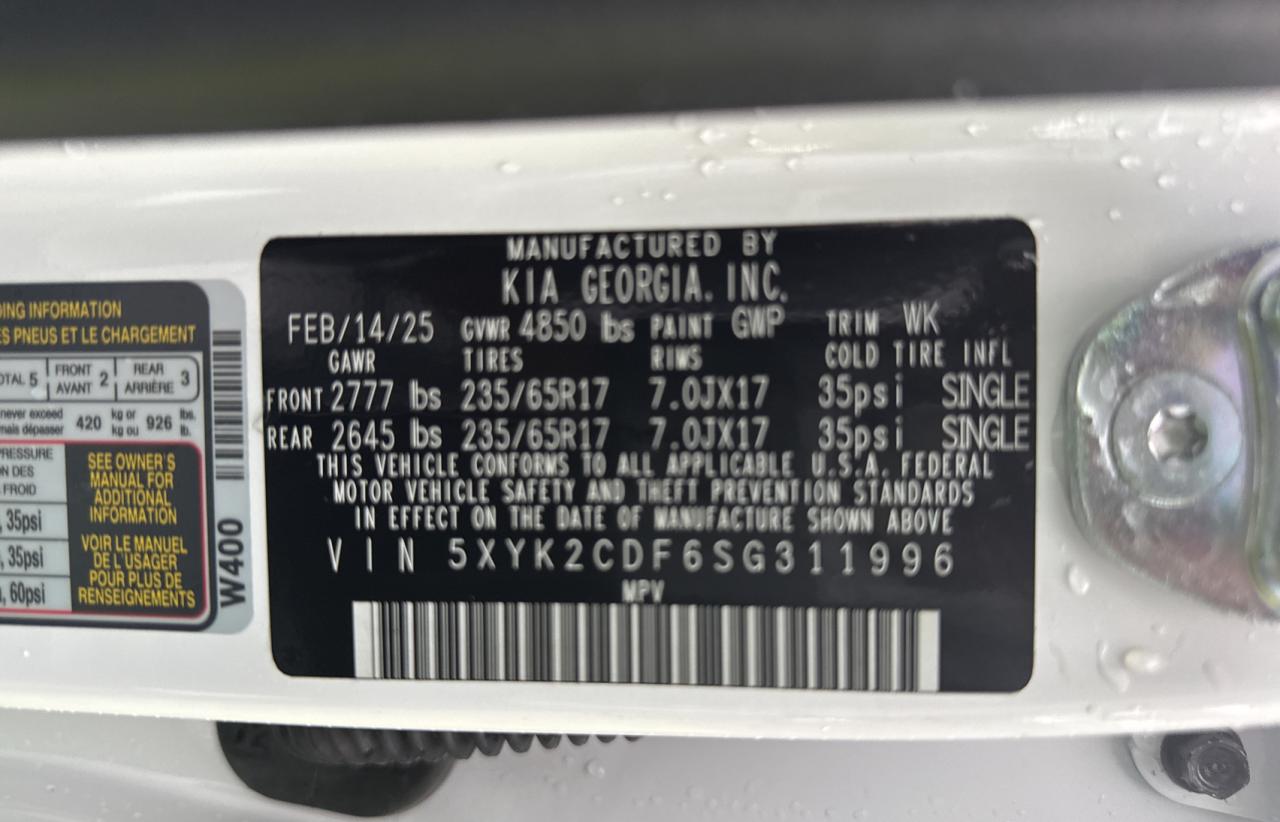 MANUFACTURED BY
KIA GEORGIA. INC.
FEB/14/25 GVWR 4850 lbs PAINT GWP TRIM WK
GAWR TIRES RIMS COLD TIRE INFL
FRONT 2777 lbs 235/65R17 7.0JX17 35psi SINGLE
REAR 2645 lbs 235/65R17 7.0JX17 35psi SINGLE
THIS VEHICLE CONFORMS TO ALL APPLICABLE U.S.A. FEDERAL
MOTOR VEHICLE SAFETY AND THEFT PREVENTION STANDARDS
IN EFFECT ON THE DATE OF MANUFACTURE SHOWN ABOVE
VIN 5XYK2CDF6SG311996
MPV
INFORMATION
PNEUS ET LE CHARGEMENT
5 FRONT 2 REAR 3
AVANT ARRIÈRE
never exceed 420 kg or 926 lbs.
dépasser kg ou lb.
DES
FROID
35psi
35psi
60psi
SEE OWNER'S
MANUAL FOR
ADDITIONAL
INFORMATION
VOIR LE MANUEL
DE L'USAGER
POUR PLUS DE
RENSEIGNEMENTS
W400